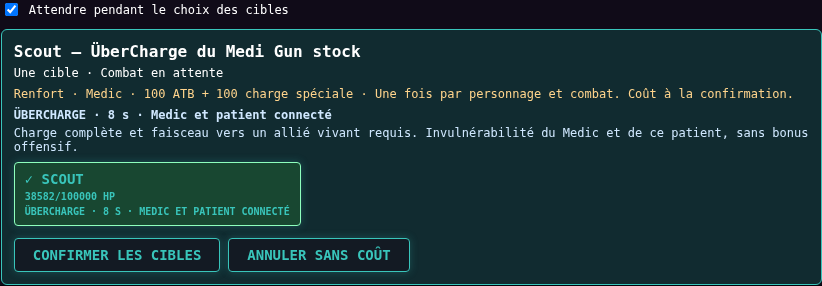 Attendre pendant le choix des cibles
Scout — ÜberCharge du Medi Gun stock
Une cible · Combat en attente
Renfort · Medic · 100 ATB + 100 charge spéciale · Une fois par personnage et combat. Coût à la confirmation.
ÜBERCHARGE · 8 s · Medic et patient connecté
Charge complète et faisceau vers un allié vivant requis. Invulnérabilité du Medic et de ce patient, sans bonus
offensif.
✓ SCOUT
38582/100000 HP
ÜBERCHARGE · 8 S · MEDIC ET PATIENT CONNECTÉ
CONFIRMER LES CIBLES
ANNULER SANS COÛT